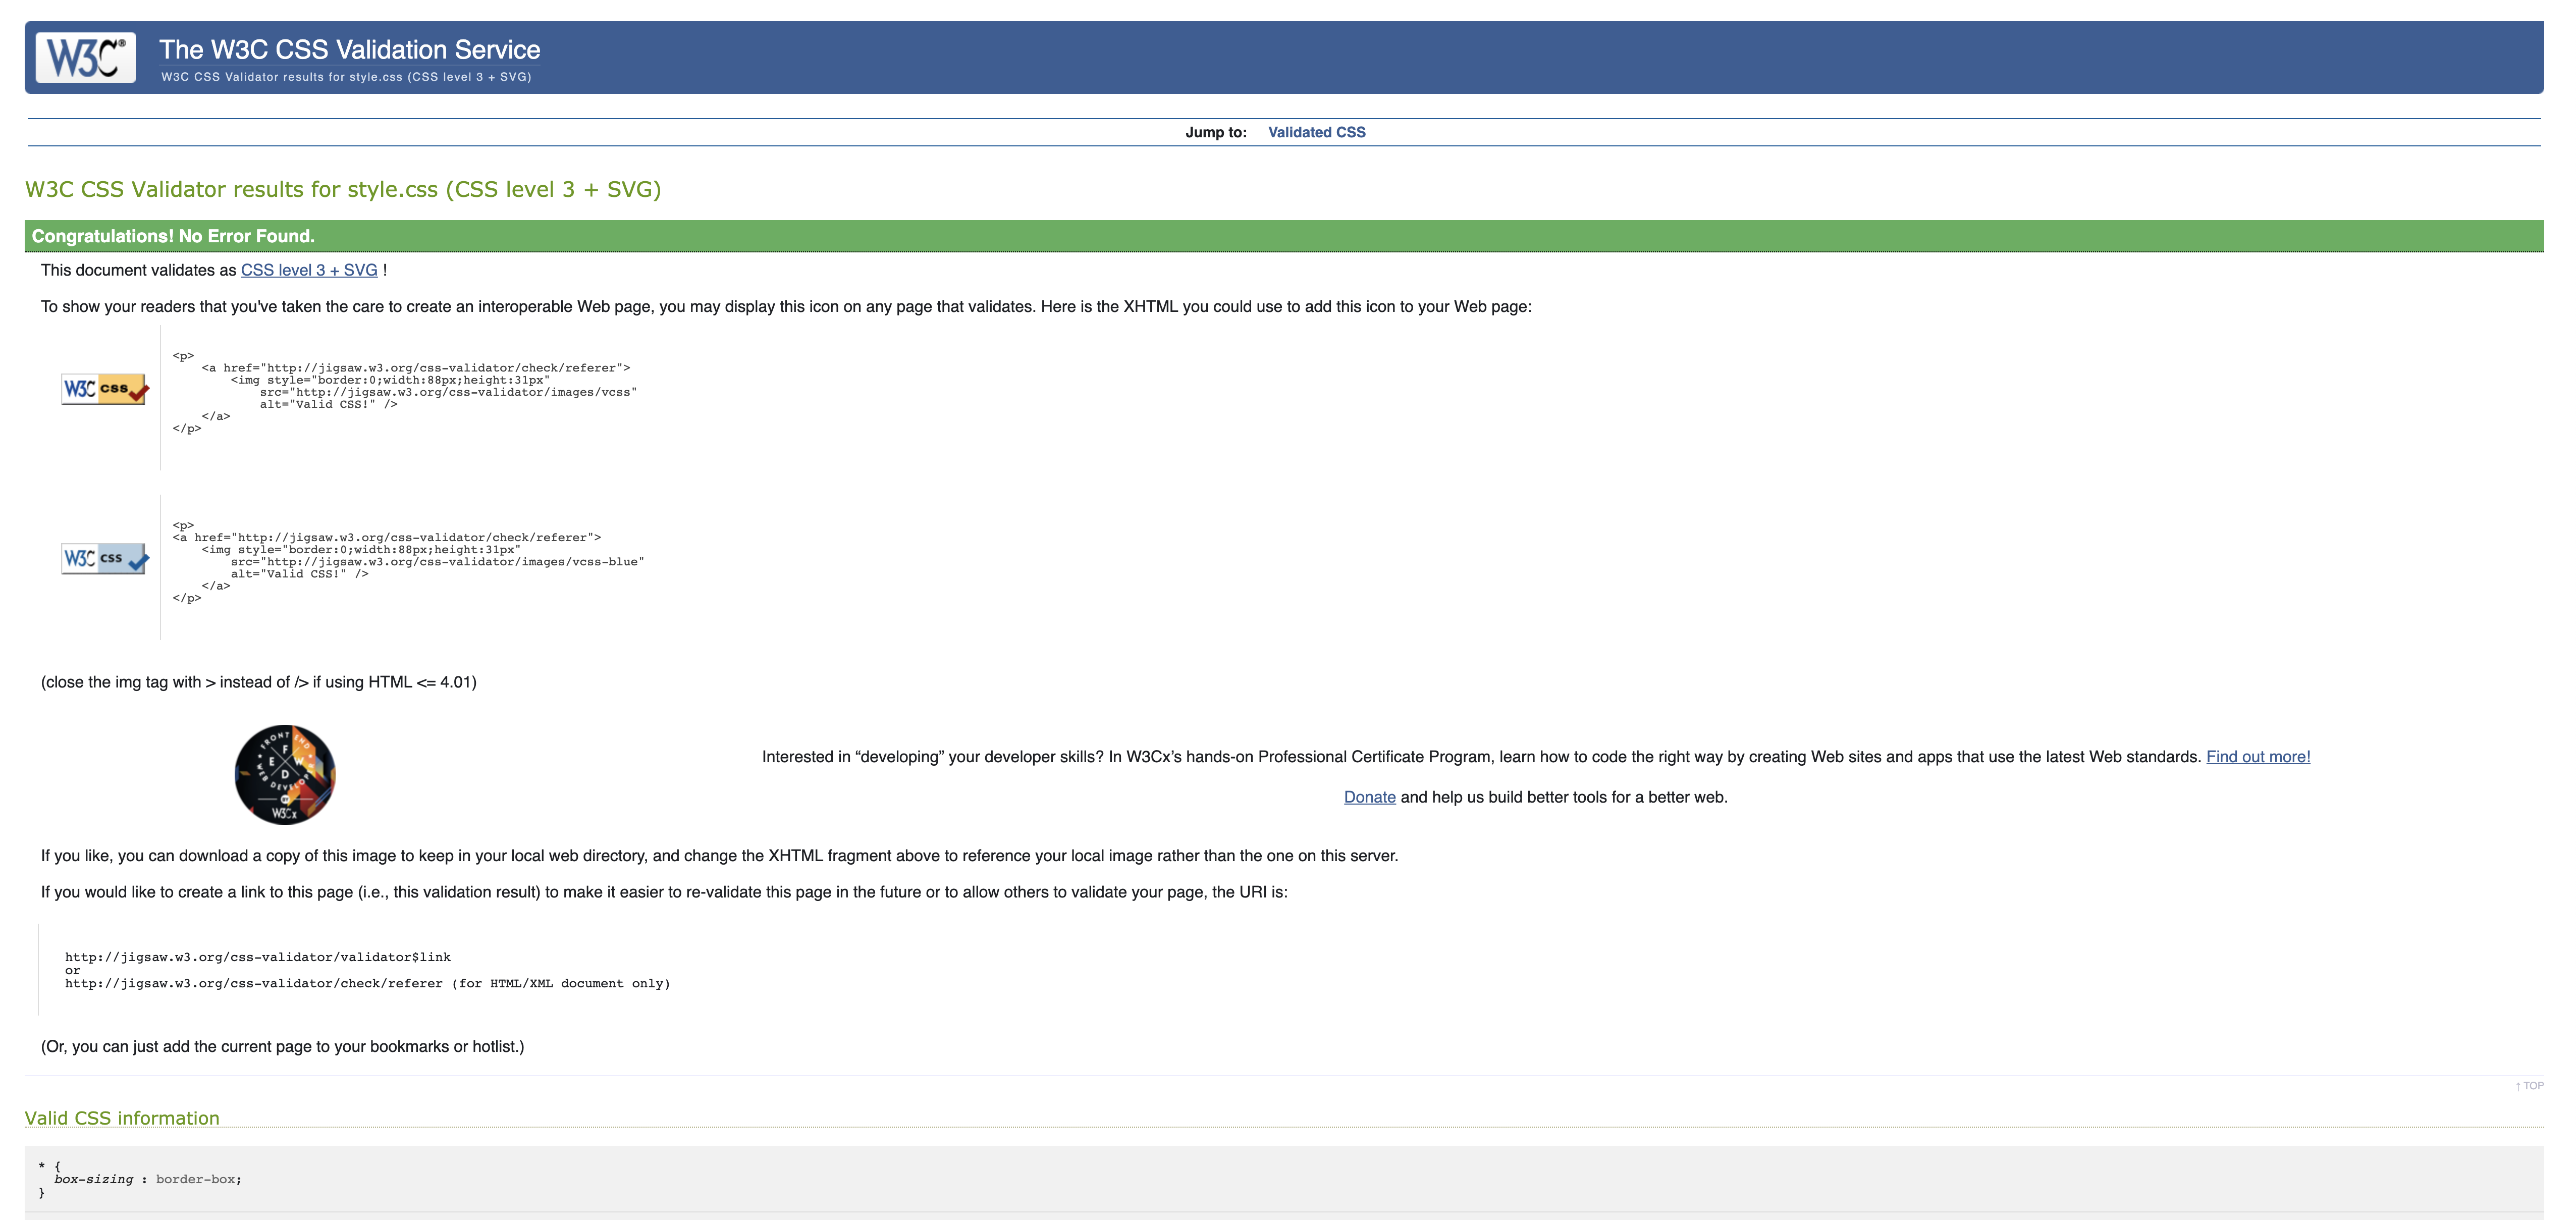 W3C®
The W3C CSS Validation Service
W3C CSS Validator results for style.css (CSS level 3 + SVG)
Jump to: Validated CSS
W3C CSS Validator results for style.css (CSS level 3 + SVG)
Congratulations! No Error Found.
This document validates as CSS level 3 + SVG !
To show your readers that you've taken the care to create an interoperable Web page, you may display this icon on any page that validates. Here is the XHTML you could use to add this icon to your Web page:
W3C css
<p>
    <a href="http://jigsaw.w3.org/css-validator/check/referer">
        <img style="border:0;width:88px;height:31px"
            src="http://jigsaw.w3.org/css-validator/images/vcss"
            alt="Valid CSS!" />
    </a>
</p>
W3C css
<p>
<a href="http://jigsaw.w3.org/css-validator/check/referer">
    <img style="border:0;width:88px;height:31px"
        src="http://jigsaw.w3.org/css-validator/images/vcss-blue"
        alt="Valid CSS!" />
    </a>
</p>
(close the img tag with > instead of /> if using HTML <= 4.01)
FRONT END
F
E W
D
WEB DEVELOPER
BY
W3Cx
Interested in “developing” your developer skills? In W3Cx’s hands-on Professional Certificate Program, learn how to code the right way by creating Web sites and apps that use the latest Web standards. Find out more!
Donate and help us build better tools for a better web.
If you like, you can download a copy of this image to keep in your local web directory, and change the XHTML fragment above to reference your local image rather than the one on this server.
If you would like to create a link to this page (i.e., this validation result) to make it easier to re-validate this page in the future or to allow others to validate your page, the URI is:
http://jigsaw.w3.org/css-validator/validator$link
or
http://jigsaw.w3.org/css-validator/check/referer (for HTML/XML document only)
(Or, you can just add the current page to your bookmarks or hotlist.)
↑ TOP
Valid CSS information
* {
  box-sizing : border-box;
}